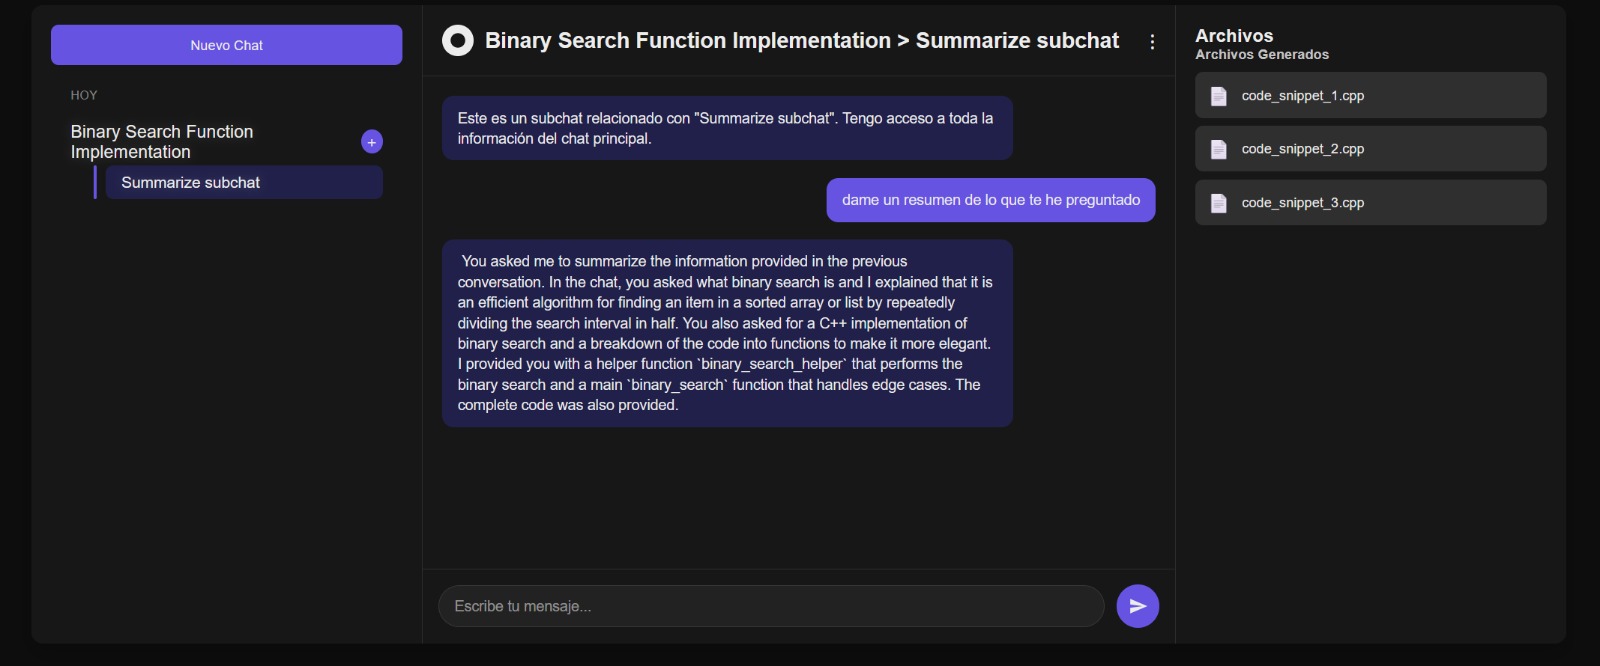 Nuevo Chat
HOY
Binary Search Function
Implementation
+
Summarize subchat
Binary Search Function Implementation > Summarize subchat
Este es un subchat relacionado con "Summarize subchat". Tengo acceso a toda la
información del chat principal.
dame un resumen de lo que te he preguntado
You asked me to summarize the information provided in the previous
conversation. In the chat, you asked what binary search is and I explained that it is
an efficient algorithm for finding an item in a sorted array or list by repeatedly
dividing the search interval in half. You also asked for a C++ implementation of
binary search and a breakdown of the code into functions to make it more elegant.
I provided you with a helper function `binary_search_helper` that performs the
binary search and a main `binary_search` function that handles edge cases. The
complete code was also provided.
Escribe tu mensaje...
Archivos
Archivos Generados
code_snippet_1.cpp
code_snippet_2.cpp
code_snippet_3.cpp